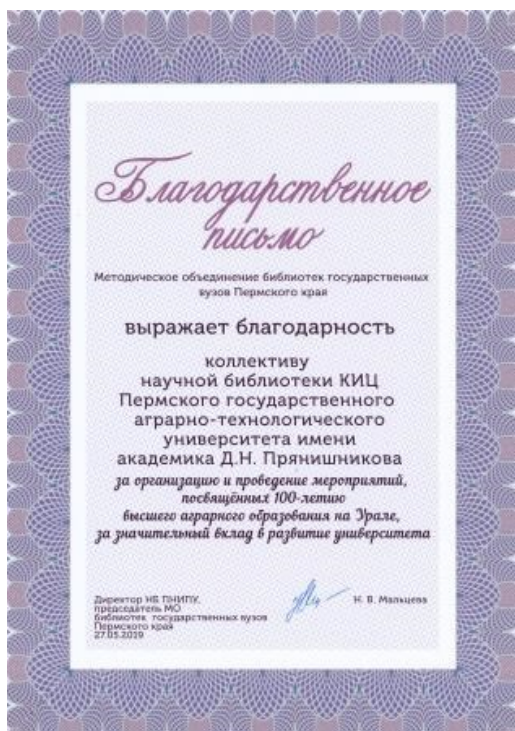 Благодарственное
письмо
Методическое объединение библиотек государственных
вузов Пермского края
выражает благодарность
коллективу
научной библиотеки КИЦ
Пермского государственного
аграрно-технологического
университета имени
академика Д.Н. Прянишникова
за организацию и проведение мероприятий,
посвящённых 100-летию
высшего аграрного образования на Урале,
за значительный вклад в развитие университета
Директор НБ ПНИПУ,
председатель МО
библиотек государственных вузов
Пермского края
27.05.2019
Н. В. Мальцева